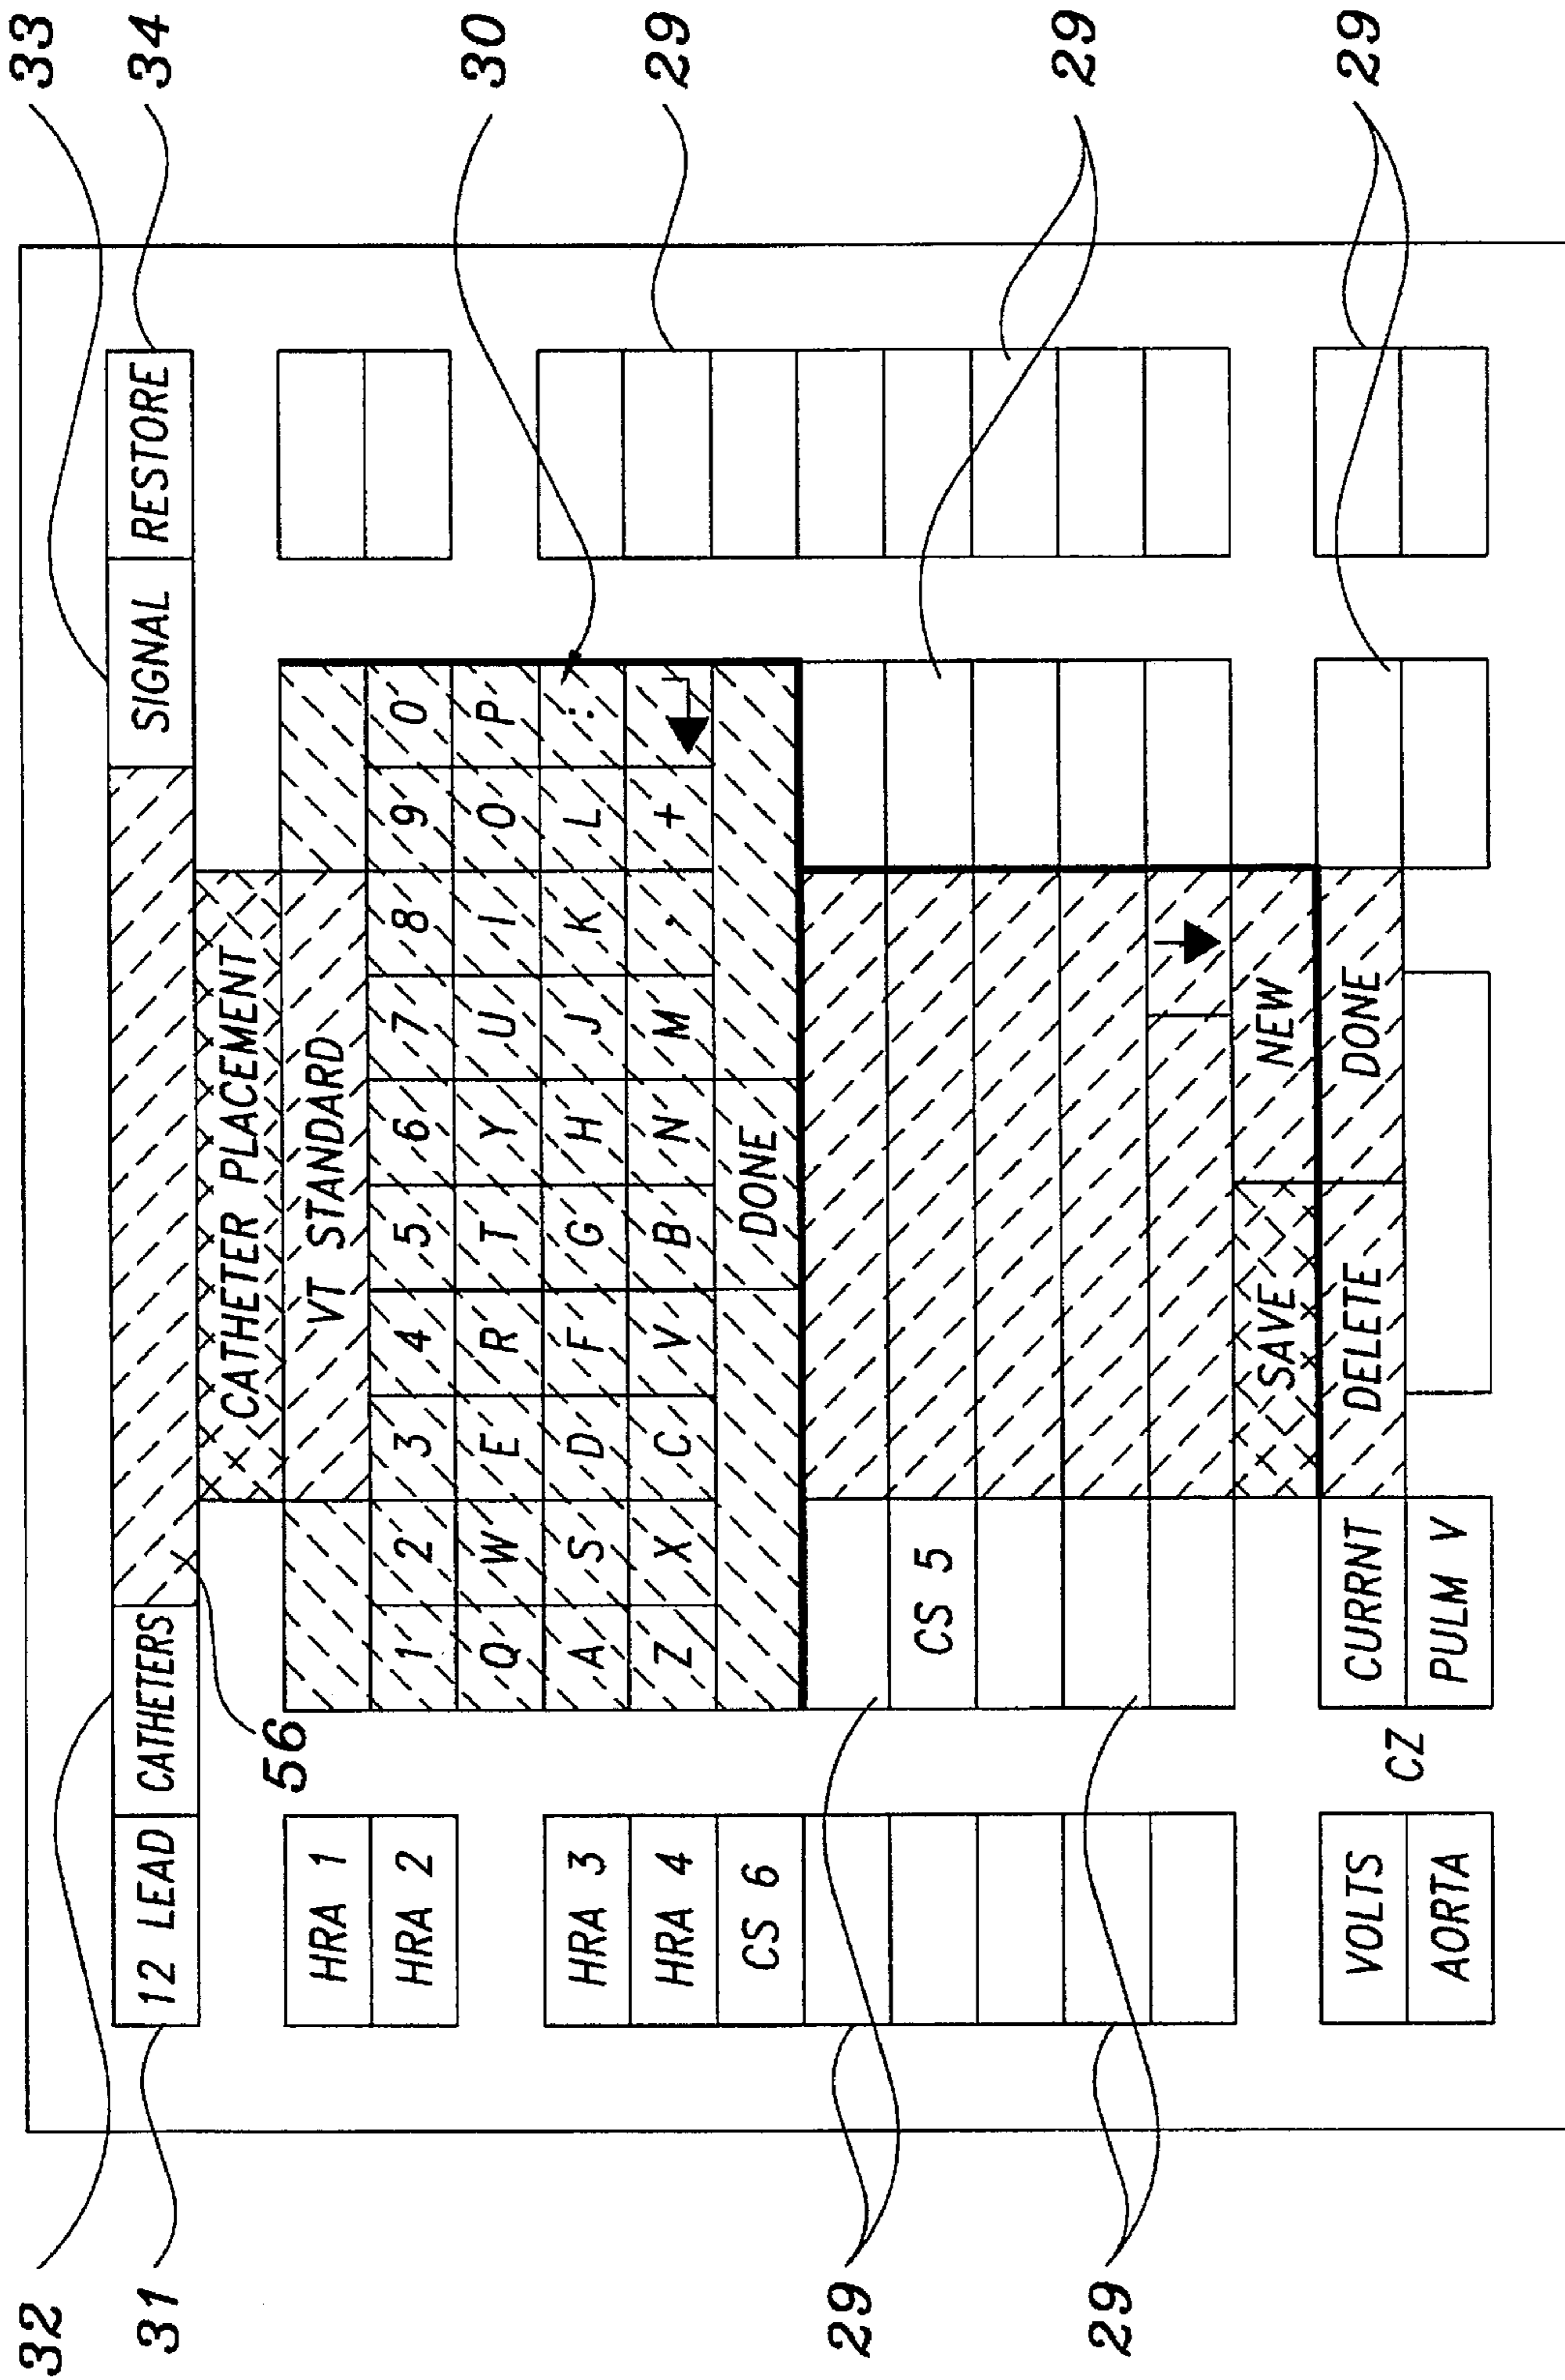 33
34
30
29
29
29
12 LEAD CATHETERS SIGNAL RESTORE
56
CATHETER PLACEMENT
HRA 1 VT STANDARD
HRA 2 1 2 3 4 5 6 7 8 9 0
Q W E R T Y U I O P
HRA 3 A S D F G H J K L :
HRA 4 Z X C V B N M , +
CS 6 DONE
CS 5
SAVE NEW
VOLTS CURRNT DELETE DONE
CZ
AORTA PULM V
32
31
29
29